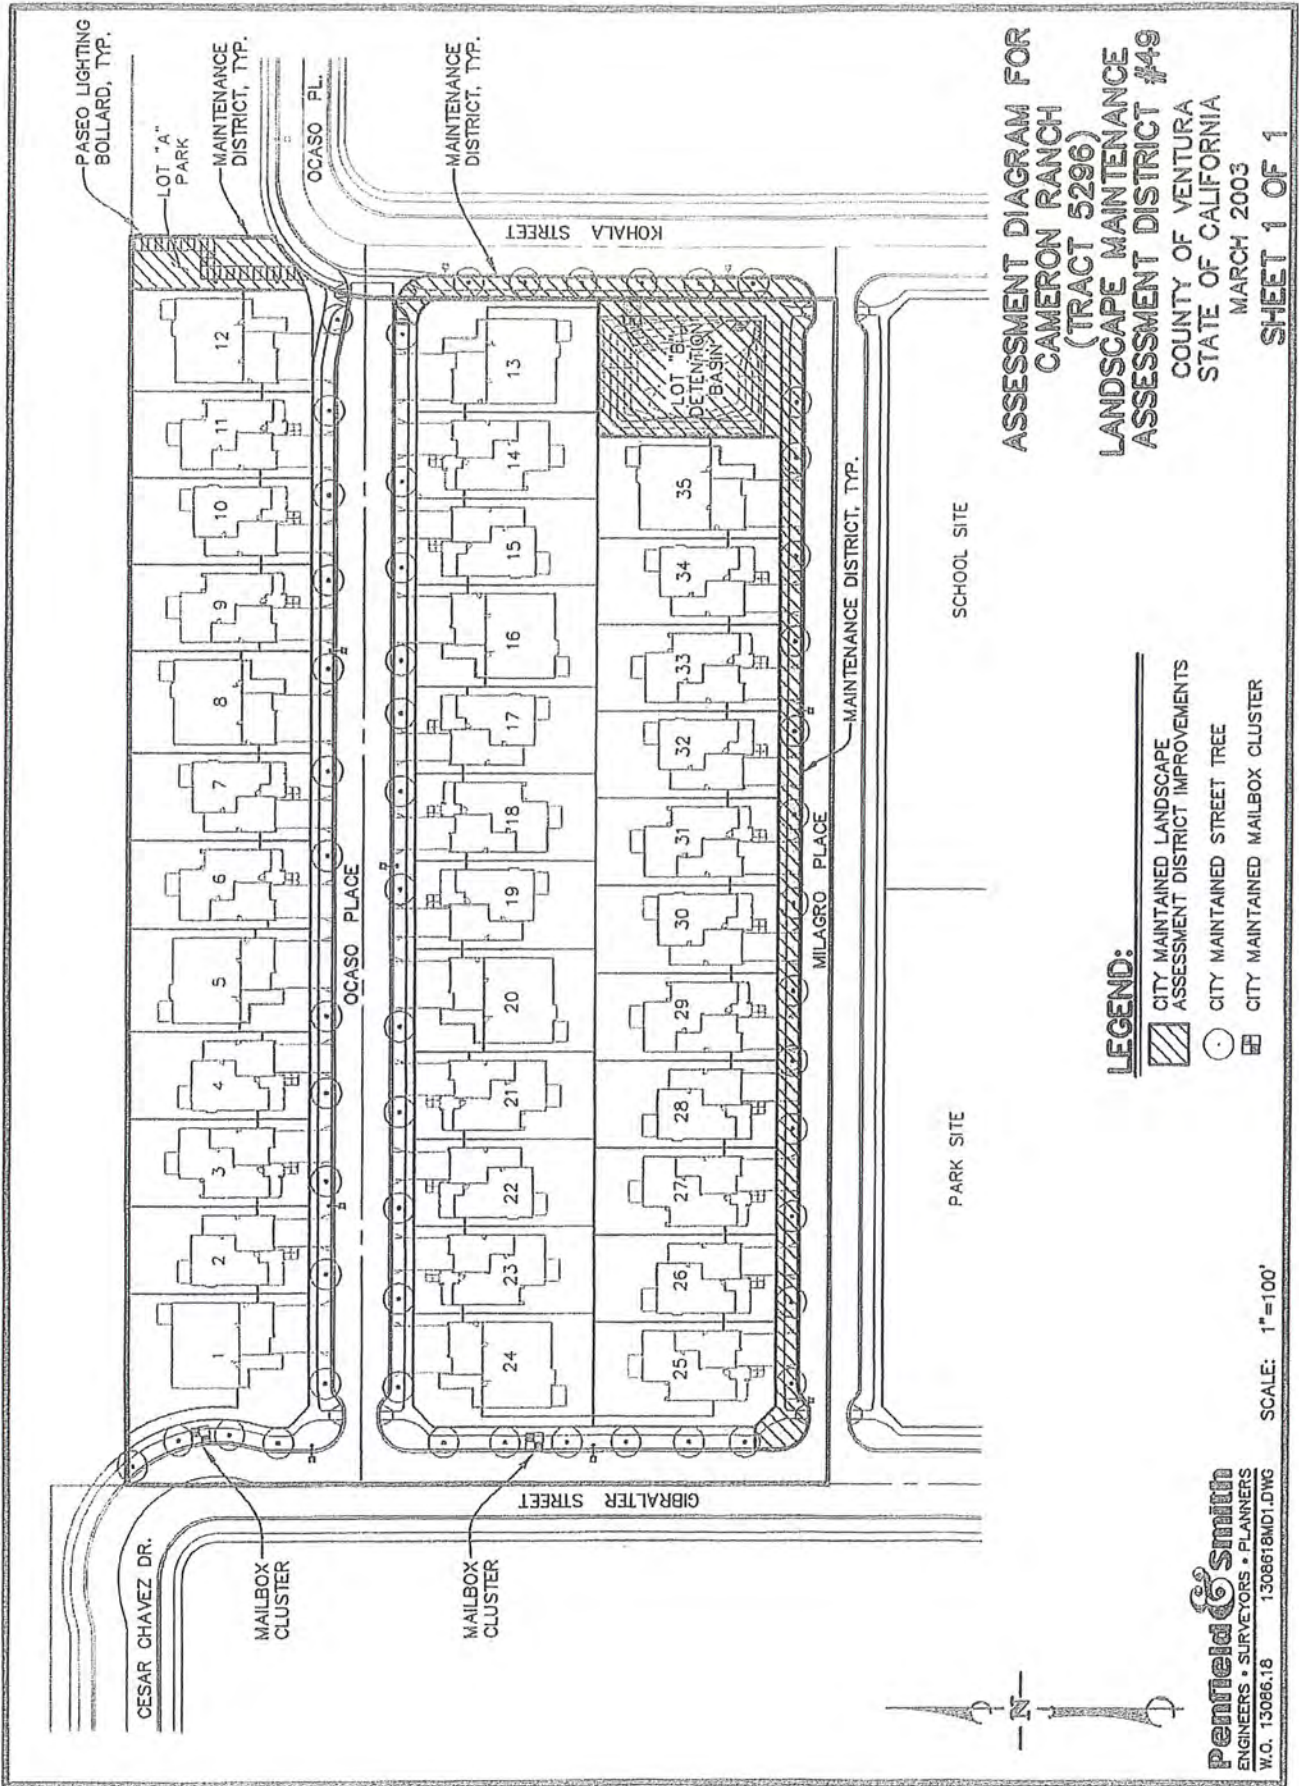 PASEO LIGHTING
BOLLARD, TYP.
LOT "A"
PARK
MAINTENANCE
DISTRICT, TYP.
OCASO PL.
MAINTENANCE
DISTRICT, TYP.
KOHALA STREET
12
11
10
9
8
7
6
5
4
3
2
1
OCASO PLACE
13
14
15
16
17
18
19
20
21
22
23
24
LOT "B"
DETENTION
BASIN
35
34
33
32
31
30
29
28
27
26
25
MAINTENANCE DISTRICT, TYP.
MILAGRO PLACE
CESAR CHAVEZ DR.
MAILBOX
CLUSTER
MAILBOX
CLUSTER
GIBRALTER STREET
SCHOOL SITE
PARK SITE
ASSESSMENT DIAGRAM FOR
CAMERON RANCH
(TRACT 5296)
LANDSCAPE MAINTENANCE
ASSESSMENT DISTRICT #49
COUNTY OF VENTURA
STATE OF CALIFORNIA
MARCH 2003
SHEET 1 OF 1
LEGEND:
CITY MAINTAINED LANDSCAPE
ASSESSMENT DISTRICT IMPROVEMENTS
CITY MAINTAINED STREET TREE
CITY MAINTAINED MAILBOX CLUSTER
N
Penfield & Smith
ENGINEERS • SURVEYORS • PLANNERS
W.O. 13086.18 1308618MD1.DWG
SCALE: 1"=100'